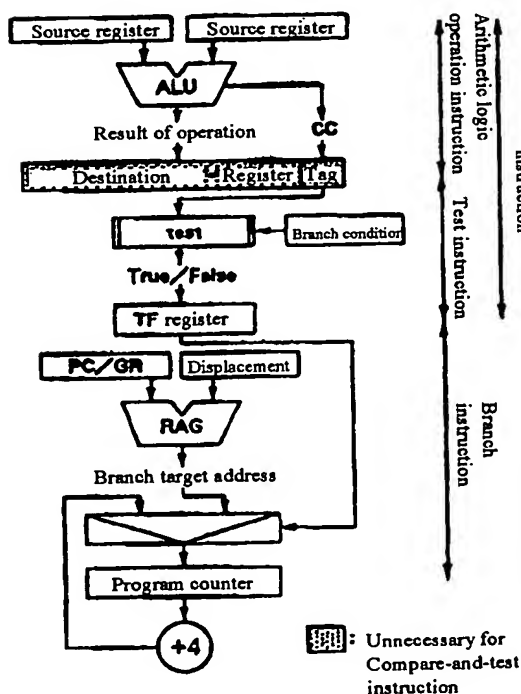 Source register
Source register
ALU
Result of operation
CC
Destination
Register
Tag
test
Branch condition
True/False
TF register
PC/GR
Displacement
RAG
Branch target address
Program counter
+4
Arithmetic logic
operation instruction
Test instruction
Branch
instruction
: Unnecessary for
Compare-and-test
instruction